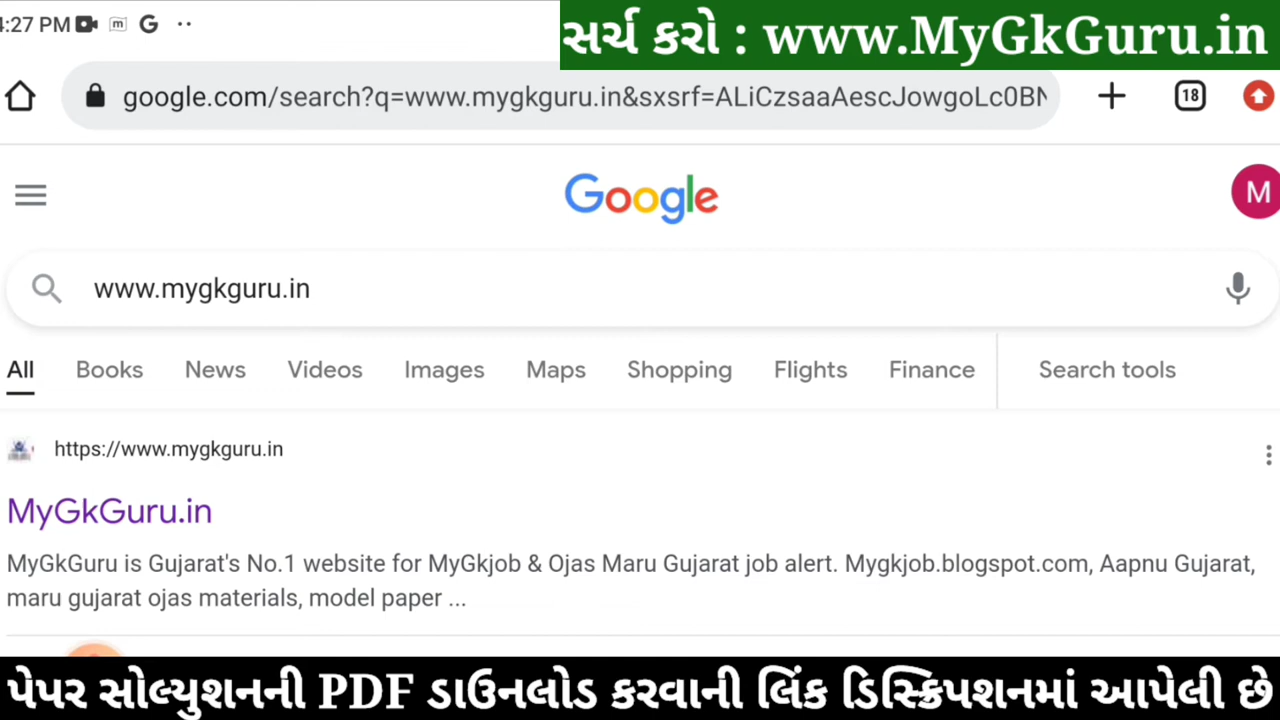 4:27 PM
સર્ચ કરો : www.MyGkGuru.in
google.com/search?q=www.mygkguru.in&sxsrf=ALiCzsaaAescJowgoLc0BN
18
Google
M
www.mygkguru.in
All Books News Videos Images Maps Shopping Flights Finance Search tools
https://www.mygkguru.in
MyGkGuru.in
MyGkGuru is Gujarat's No.1 website for MyGkjob & Ojas Maru Gujarat job alert. Mygkjob.blogspot.com, Aapnu Gujarat,
maru gujarat ojas materials, model paper ...
પેપર સોલ્યુશનની PDF ડાઉનલોડ કરવાની લિંક ડિસ્ક્રિપશનમાં આપેલી છે